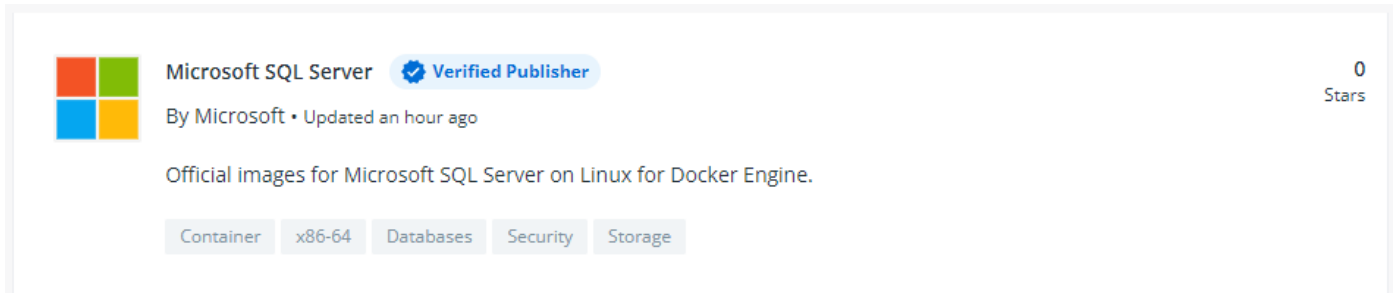 Microsoft SQL Server Verified Publisher
0
Stars
By Microsoft • Updated an hour ago
Official images for Microsoft SQL Server on Linux for Docker Engine.
Container x86-64 Databases Security Storage